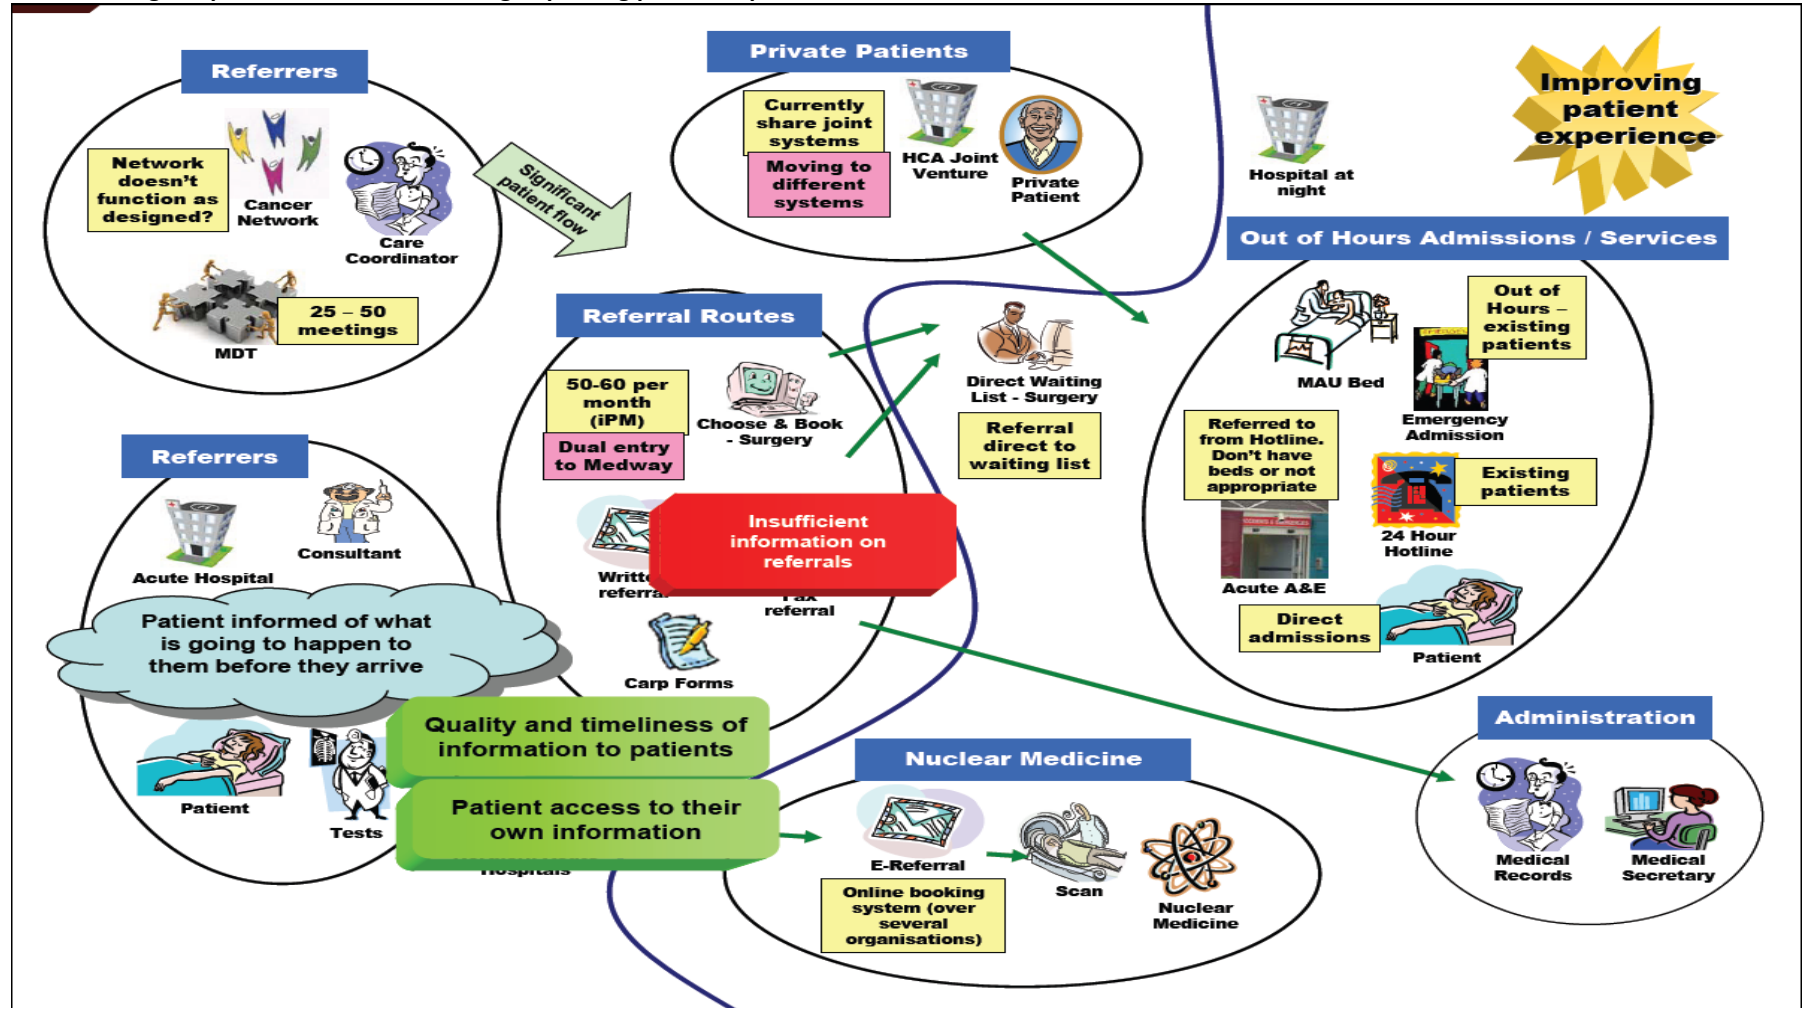 Referrers
Network
doesn't
function as
designed?
Cancer
Network
Care
Coordinator
25 – 50
meetings
MDT
Significant
patient flow
Private Patients
Currently
share joint
systems
Moving to
different
systems
HCA Joint
Venture
Private
Patient
Hospital at
night
Improving
patient
experience
Out of Hours Admissions / Services
Out of
Hours –
existing
patients
MAU Bed
Emergency
Admission
Referred to
from Hotline.
Don't have
beds or not
appropriate
Existing
patients
24 Hour
Hotline
Acute A&E
Direct
admissions
Patient
Referral Routes
50-60 per
month
(iPM)
Dual entry
to Medway
Choose & Book
- Surgery
Direct Waiting
List - Surgery
Referral
direct to
waiting list
Insufficient
information on
referrals
referral
Carp Forms
Referrers
Acute Hospital
Consultant
Patient informed of what
is going to happen to
them before they arrive
Quality and timeliness of
information to patients
Patient access to their
own information
Patient
Tests
Nuclear Medicine
E-Referral
Online booking
system (over
several
organisations)
Scan
Nuclear
Medicine
Administration
Medical
Records
Medical
Secretary